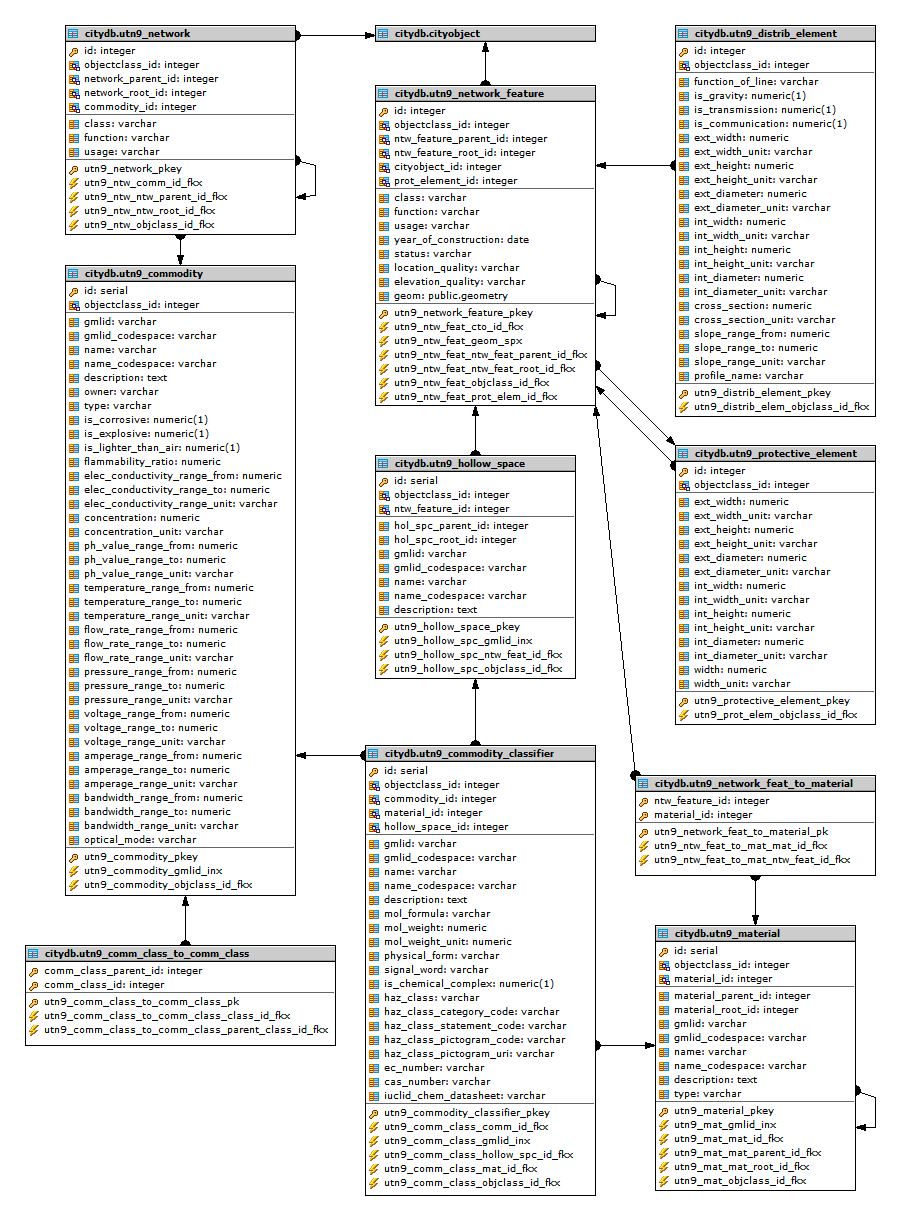 citydb.utn9_network
id: integer
objectclass_id: integer
network_parent_id: integer
network_root_id: integer
commodity_id: integer
class: varchar
function: varchar
usage: varchar
utn9_network_pkey
utn9_ntw_comm_id_fkx
utn9_ntw_ntw_parent_id_fkx
utn9_ntw_ntw_root_id_fkx
utn9_ntw_objclass_id_fkx
citydb.cityobject
citydb.utn9_network_feature
id: integer
objectclass_id: integer
ntw_feature_parent_id: integer
ntw_feature_root_id: integer
cityobject_id: integer
prot_element_id: integer
class: varchar
function: varchar
usage: varchar
year_of_construction: date
status: varchar
location_quality: varchar
elevation_quality: varchar
geom: public.geometry
utn9_network_feature_pkey
utn9_ntw_feat_cto_id_fkx
utn9_ntw_feat_geom_spx
utn9_ntw_feat_ntw_feat_parent_id_fkx
utn9_ntw_feat_ntw_feat_root_id_fkx
utn9_ntw_feat_objclass_id_fkx
utn9_ntw_feat_prot_elem_id_fkx
citydb.utn9_distrib_element
id: integer
objectclass_id: integer
function_of_line: varchar
is_gravity: numeric(1)
is_transmission: numeric(1)
is_communication: numeric(1)
ext_width: numeric
ext_width_unit: varchar
ext_height: numeric
ext_height_unit: varchar
ext_diameter: numeric
ext_diameter_unit: varchar
int_width: numeric
int_width_unit: varchar
int_height: numeric
int_height_unit: varchar
int_diameter: numeric
int_diameter_unit: varchar
cross_section: numeric
cross_section_unit: varchar
slope_range_from: numeric
slope_range_to: numeric
slope_range_unit: varchar
profile_name: varchar
utn9_distrib_element_pkey
utn9_distrib_elem_objclass_id_fkx
citydb.utn9_commodity
id: serial
objectclass_id: integer
gmlid: varchar
gmlid_codespace: varchar
name: varchar
name_codespace: varchar
description: text
owner: varchar
type: varchar
is_corrosive: numeric(1)
is_explosive: numeric(1)
is_lighter_than_air: numeric(1)
flammability_ratio: numeric
elec_conductivity_range_from: numeric
elec_conductivity_range_to: numeric
elec_conductivity_range_unit: varchar
concentration: numeric
concentration_unit: varchar
ph_value_range_from: numeric
ph_value_range_to: numeric
ph_value_range_unit: varchar
temperature_range_from: numeric
temperature_range_to: numeric
temperature_range_unit: varchar
flow_rate_range_from: numeric
flow_rate_range_to: numeric
flow_rate_range_unit: varchar
pressure_range_from: numeric
pressure_range_to: numeric
pressure_range_unit: varchar
voltage_range_from: numeric
voltage_range_to: numeric
voltage_range_unit: varchar
amperage_range_from: numeric
amperage_range_to: numeric
amperage_range_unit: varchar
bandwidth_range_from: numeric
bandwidth_range_to: numeric
bandwidth_range_unit: varchar
optical_mode: varchar
utn9_commodity_pkey
utn9_commodity_gmlid_inx
utn9_commodity_objclass_id_fkx
citydb.utn9_hollow_space
id: serial
objectclass_id: integer
ntw_feature_id: integer
hol_spc_parent_id: integer
hol_spc_root_id: integer
gmlid: varchar
gmlid_codespace: varchar
name: varchar
name_codespace: varchar
description: text
utn9_hollow_space_pkey
utn9_hollow_spc_gmlid_inx
utn9_hollow_spc_ntw_feat_id_fkx
utn9_hollow_spc_objclass_id_fkx
citydb.utn9_protective_element
id: integer
objectclass_id: integer
ext_width: numeric
ext_width_unit: varchar
ext_height: numeric
ext_height_unit: varchar
ext_diameter: numeric
ext_diameter_unit: varchar
int_width: numeric
int_width_unit: varchar
int_height: numeric
int_height_unit: varchar
int_diameter: numeric
int_diameter_unit: varchar
width: numeric
width_unit: varchar
utn9_protective_element_pkey
utn9_prot_elem_objclass_id_fkx
citydb.utn9_commodity_classifier
id: serial
objectclass_id: integer
commodity_id: integer
material_id: integer
hollow_space_id: integer
gmlid: varchar
gmlid_codespace: varchar
name: varchar
name_codespace: varchar
description: text
mol_formula: varchar
mol_weight: numeric
mol_weight_unit: numeric
physical_form: varchar
signal_word: varchar
is_chemical_complex: numeric(1)
haz_class: varchar
haz_class_category_code: varchar
haz_class_statement_code: varchar
haz_class_pictogram_code: varchar
haz_class_pictogram_uri: varchar
ec_number: varchar
cas_number: varchar
iuclid_chem_datasheet: varchar
utn9_commodity_classifier_pkey
utn9_comm_class_comm_id_fkx
utn9_comm_class_gmlid_inx
utn9_comm_class_hollow_spc_id_fkx
utn9_comm_class_mat_id_fkx
utn9_comm_class_objclass_id_fkx
citydb.utn9_network_feat_to_material
ntw_feature_id: integer
material_id: integer
utn9_network_feat_to_material_pk
utn9_ntw_feat_to_mat_mat_id_fkx
utn9_ntw_feat_to_mat_ntw_feat_id_fkx
citydb.utn9_comm_class_to_comm_class
comm_class_parent_id: integer
comm_class_id: integer
utn9_comm_class_to_comm_class_pk
utn9_comm_class_to_comm_class_class_id_fkx
utn9_comm_class_to_comm_class_parent_class_id_fkx
citydb.utn9_material
id: serial
objectclass_id: integer
material_id: integer
material_parent_id: integer
material_root_id: integer
gmlid: varchar
gmlid_codespace: varchar
name: varchar
name_codespace: varchar
description: text
type: varchar
utn9_material_pkey
utn9_mat_gmlid_inx
utn9_mat_mat_id_fkx
utn9_mat_mat_parent_id_fkx
utn9_mat_mat_root_id_fkx
utn9_mat_objclass_id_fkx